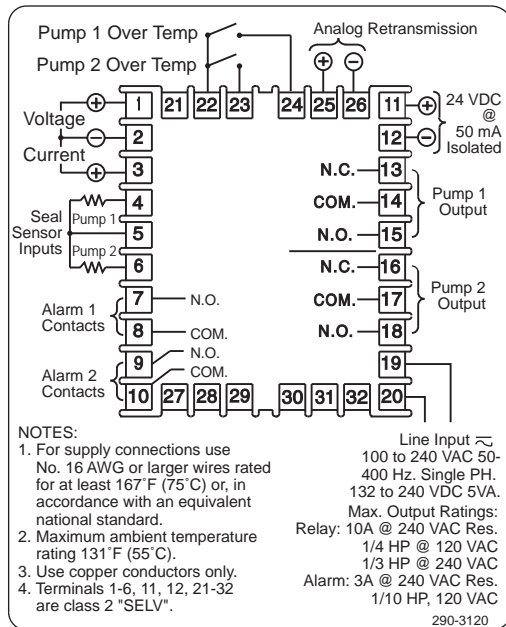 Pump 1 Over Temp
Analog Retransmission
Pump 2 Over Temp
1 21 22 23 24 25 26 11
24 VDC
@
50 mA
Isolated
Voltage
2
12
Current
3
N.C. 13
4
Pump 1
COM. 14
Pump 1
Output
Seal
Sensor
Inputs
5
N.O. 15
Pump 2
6
N.C. 16
7 N.O.
COM. 17
Pump 2
Output
Alarm 1
Contacts
8 COM.
N.O. 18
9 N.O.
19
Alarm 2
Contacts
COM.
10 27 28 29 30 31 32 20
NOTES:
1. For supply connections use
No. 16 AWG or larger wires rated
for at least 167˚F (75˚C) or, in
accordance with an equivalent
national standard.
2. Maximum ambient temperature
rating 131˚F (55˚C).
3. Use copper conductors only.
4. Terminals 1-6, 11, 12, 21-32
are class 2 "SELV".
Line Input
100 to 240 VAC 50-
400 Hz. Single PH.
132 to 240 VDC 5VA.
Max. Output Ratings:
Relay: 10A @ 240 VAC Res.
1/4 HP @ 120 VAC
1/3 HP @ 240 VAC
Alarm: 3A @ 240 VAC Res.
1/10 HP, 120 VAC
290-3120